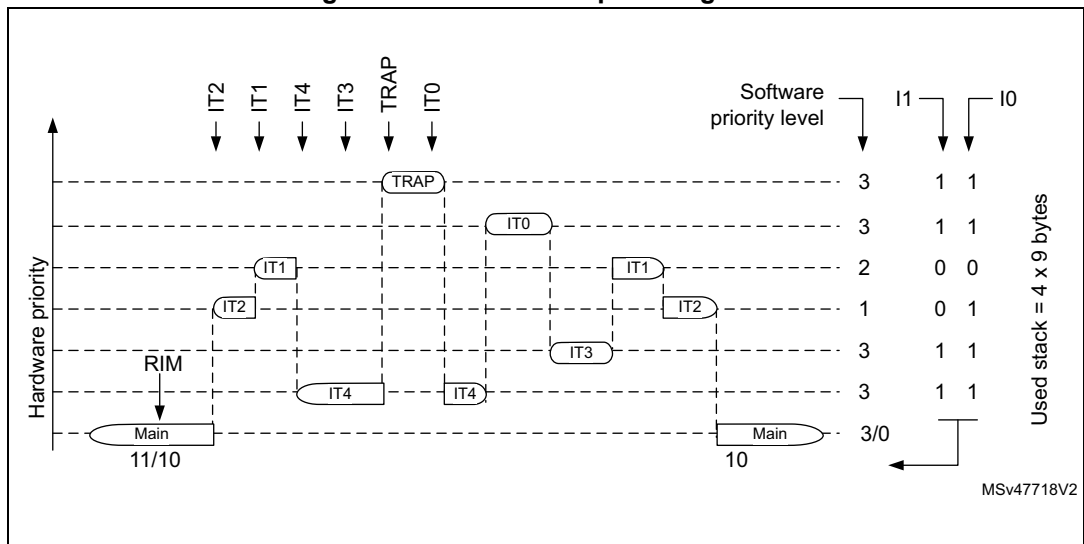 IT2
IT1
IT4
IT3
TRAP
IT0
Software
priority level
I1
I0
TRAP
3
1 1
IT0
3
1 1
IT1
IT1
2
0 0
IT2
IT2
1
0 1
RIM
IT3
3
1 1
IT4
IT4
3
1 1
Main
Main
3/0
11/10
10
Hardware priority
Used stack = 4 x 9 bytes
MSv47718V2